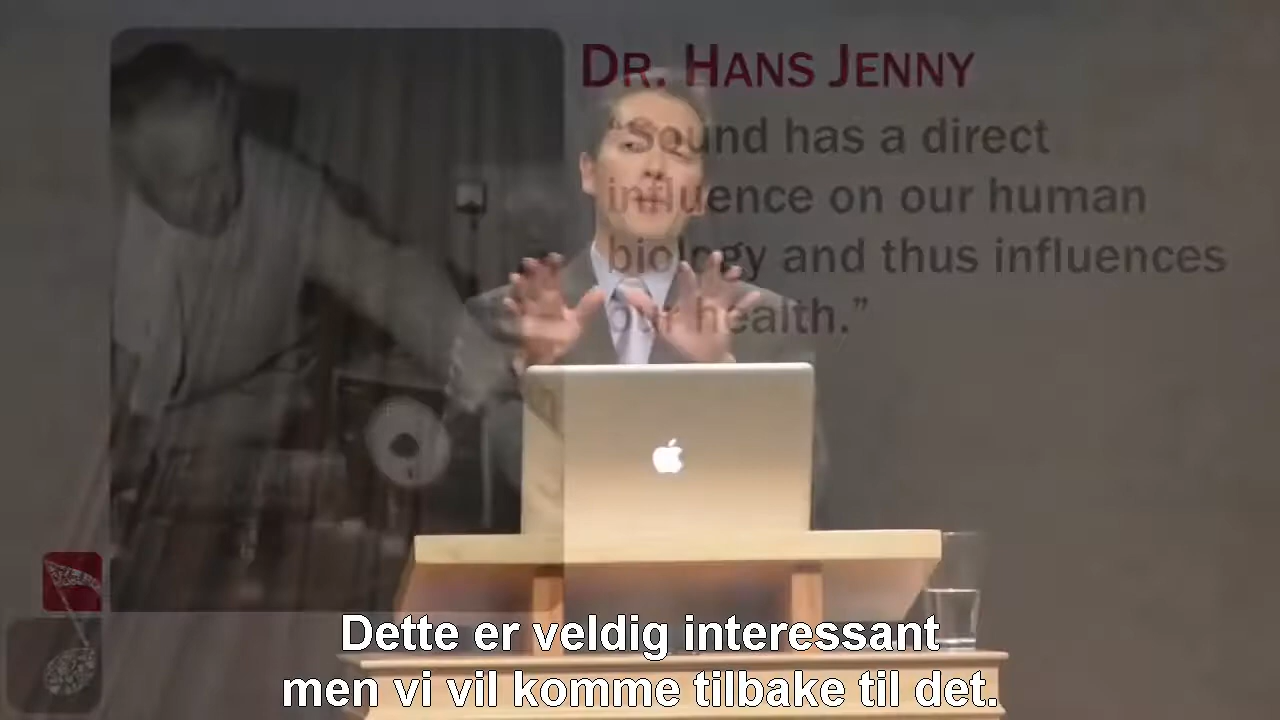 DR. HANS JENNY
"Sound has a direct
influence on our human
biology and thus influences
our health.”
Dette er veldig interessant
men vi vil komme tilbake til det.